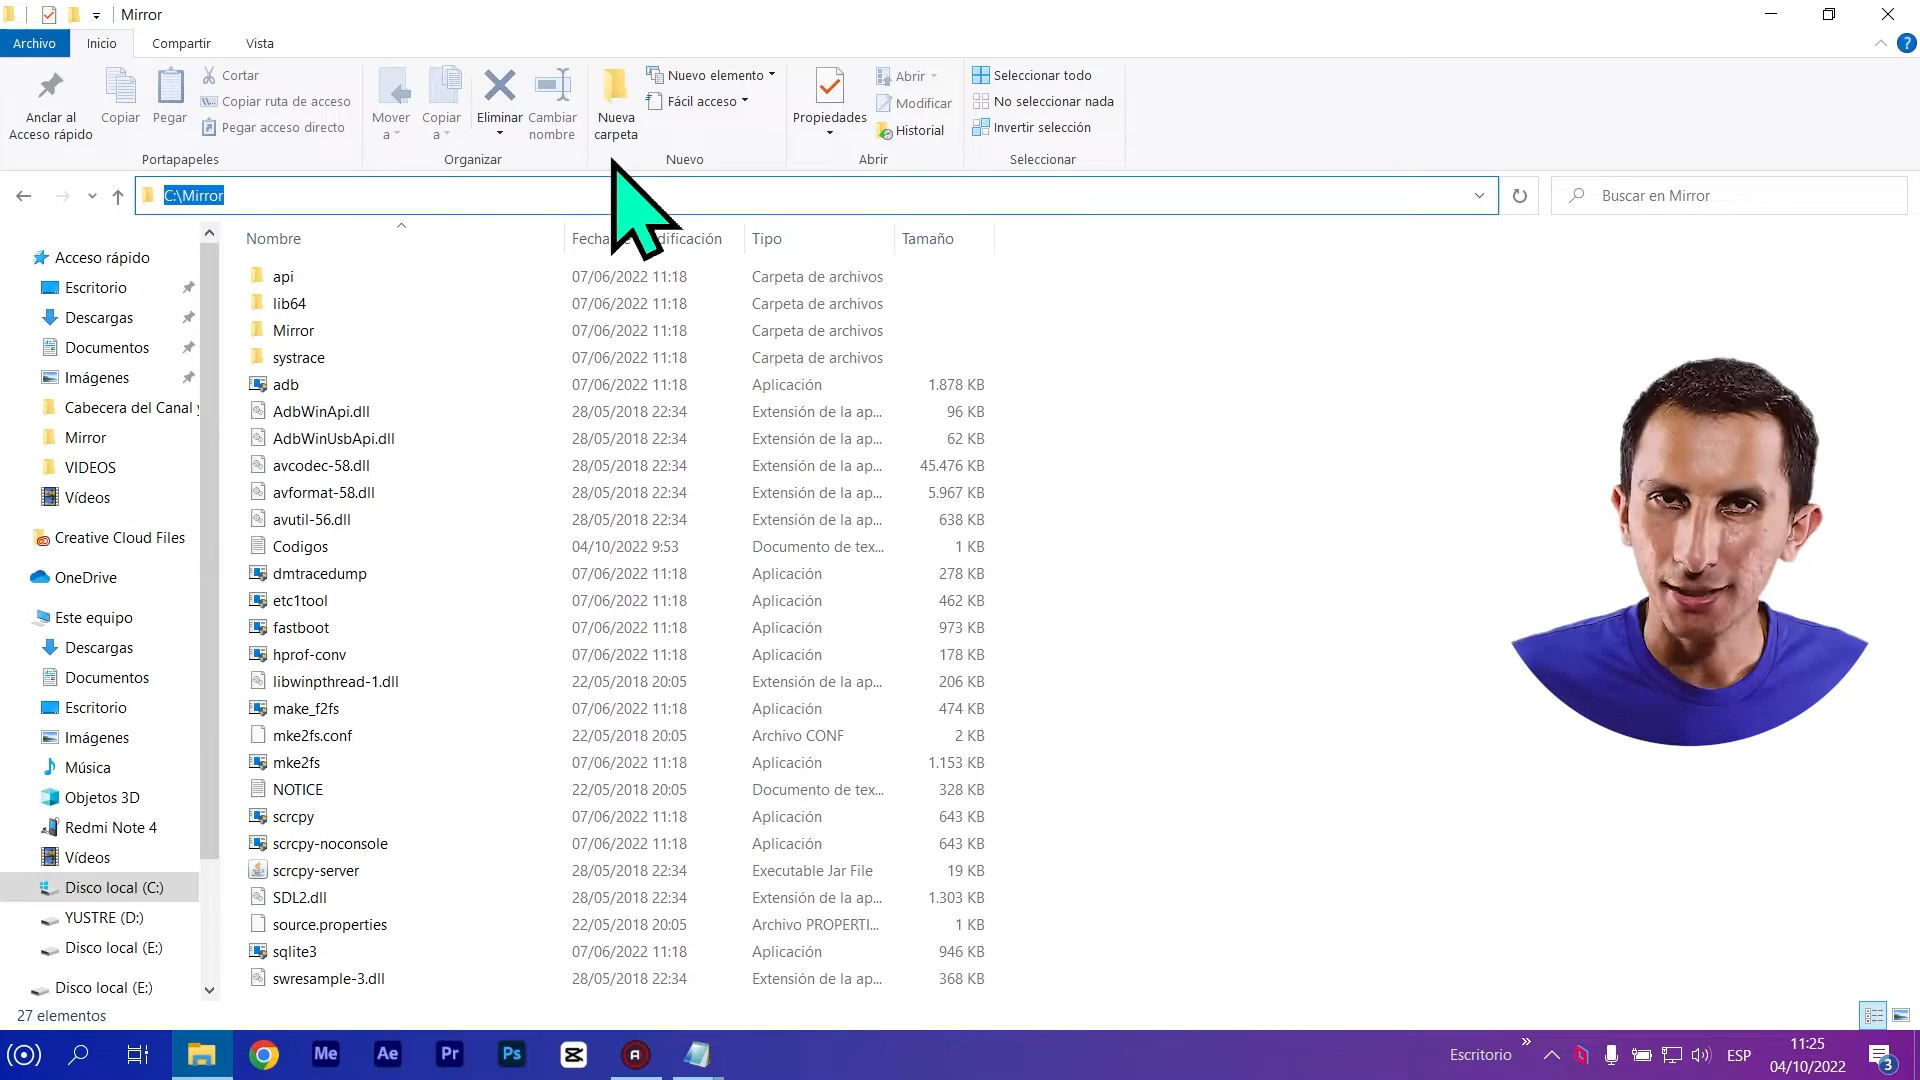 Mirror
Archivo Inicio Compartir Vista
Anclar al Acceso rápido
Copiar
Pegar
Cortar
Copiar ruta de acceso
Pegar acceso directo
Portapapeles
Mover a
Copiar a
Eliminar
Cambiar nombre
Organizar
Nueva carpeta
Nuevo elemento
Fácil acceso
Nuevo
Propiedades
Abrir
Modificar
Historial
Abrir
Seleccionar todo
No seleccionar nada
Invertir selección
Seleccionar
C:\Mirror
Buscar en Mirror
Acceso rápido
Escritorio
Descargas
Documentos
Imágenes
Cabecera del Canal y
Mirror
VIDEOS
Vídeos
Creative Cloud Files
OneDrive
Este equipo
Descargas
Documentos
Escritorio
Imágenes
Música
Objetos 3D
Redmi Note 4
Vídeos
Disco local (C:)
YUSTRE (D:)
Disco local (E:)
Disco local (E:)
Nombre Fecha Tipo Tamaño
api 07/06/2022 11:18 Carpeta de archivos
lib64 07/06/2022 11:18 Carpeta de archivos
Mirror 07/06/2022 11:18 Carpeta de archivos
systrace 07/06/2022 11:18 Carpeta de archivos
adb 07/06/2022 11:18 Aplicación 1.878 KB
AdbWinApi.dll 28/05/2018 22:34 Extensión de la ap... 96 KB
AdbWinUsbApi.dll 28/05/2018 22:34 Extensión de la ap... 62 KB
avcodec-58.dll 28/05/2018 22:34 Extensión de la ap... 45.476 KB
avformat-58.dll 28/05/2018 22:34 Extensión de la ap... 5.967 KB
avutil-56.dll 28/05/2018 22:34 Extensión de la ap... 638 KB
Codigos 04/10/2022 9:53 Documento de tex... 1 KB
dmtracedump 07/06/2022 11:18 Aplicación 278 KB
etc1tool 07/06/2022 11:18 Aplicación 462 KB
fastboot 07/06/2022 11:18 Aplicación 973 KB
hprof-conv 07/06/2022 11:18 Aplicación 178 KB
libwinpthread-1.dll 22/05/2018 20:05 Extensión de la ap... 206 KB
make_f2fs 07/06/2022 11:18 Aplicación 474 KB
mke2fs.conf 22/05/2018 20:05 Archivo CONF 2 KB
mke2fs 07/06/2022 11:18 Aplicación 1.153 KB
NOTICE 22/05/2018 20:05 Documento de tex... 328 KB
scrcpy 07/06/2022 11:18 Aplicación 643 KB
scrcpy-noconsole 07/06/2022 11:18 Aplicación 643 KB
scrcpy-server 28/05/2018 22:34 Executable Jar File 19 KB
SDL2.dll 28/05/2018 22:34 Extensión de la ap... 1.303 KB
source.properties 22/05/2018 20:05 Archivo PROPERTI... 1 KB
sqlite3 07/06/2022 11:18 Aplicación 946 KB
swresample-3.dll 28/05/2018 22:34 Extensión de la ap... 368 KB
27 elementos
Me Ae Pr Ps
Escritorio
ESP
11:25
04/10/2022
3